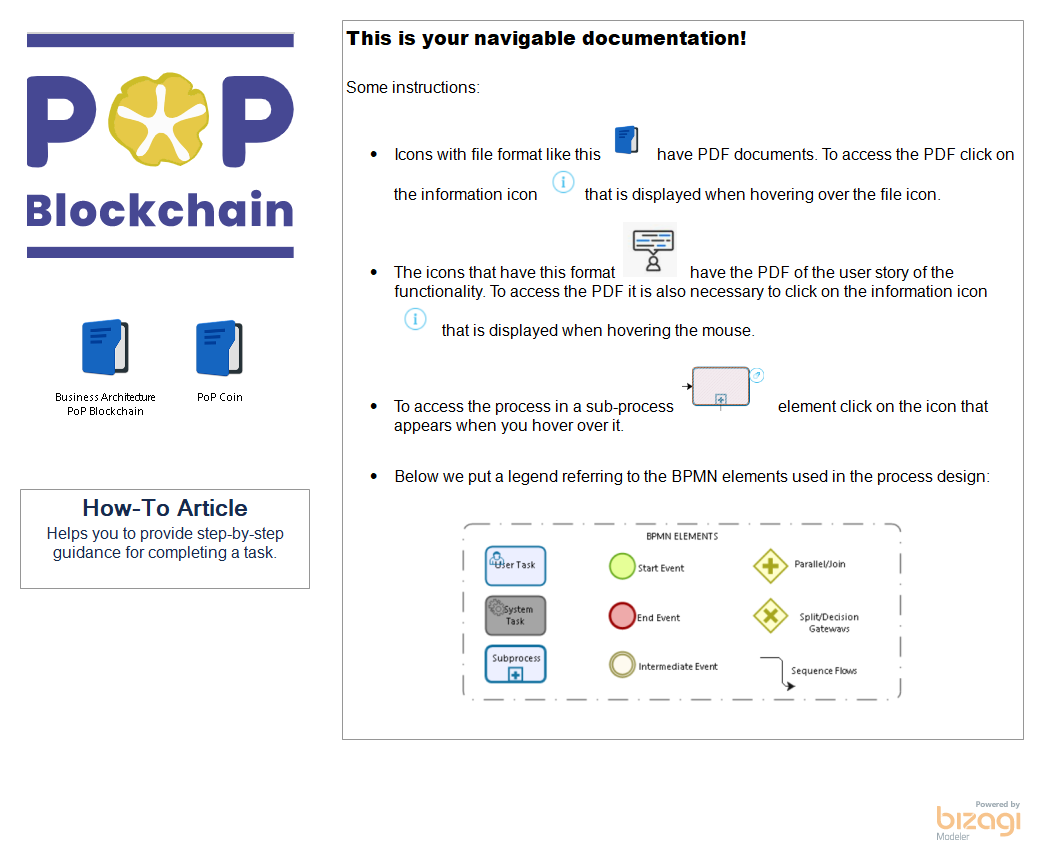 POP
Blockchain
Business Architecture
PoP Blockchain
PoP Coin
How-To Article
Helps you to provide step-by-step
guidance for completing a task.
This is your navigable documentation!
Some instructions:
• Icons with file format like this have PDF documents. To access the PDF click on
the information icon that is displayed when hovering over the file icon.
• The icons that have this format have the PDF of the user story of the
functionality. To access the PDF it is also necessary to click on the information icon
that is displayed when hovering the mouse.
• To access the process in a sub-process element click on the icon that
appears when you hover over it.
• Below we put a legend referring to the BPMN elements used in the process design:
BPMN ELEMENTS
User Task
Start Event
Parallel/Join
System
Task
End Event
Split/Decision
Gateways
Subprocess
Intermediate Event
Sequence Flows
Powered by
bizagi
Modeler